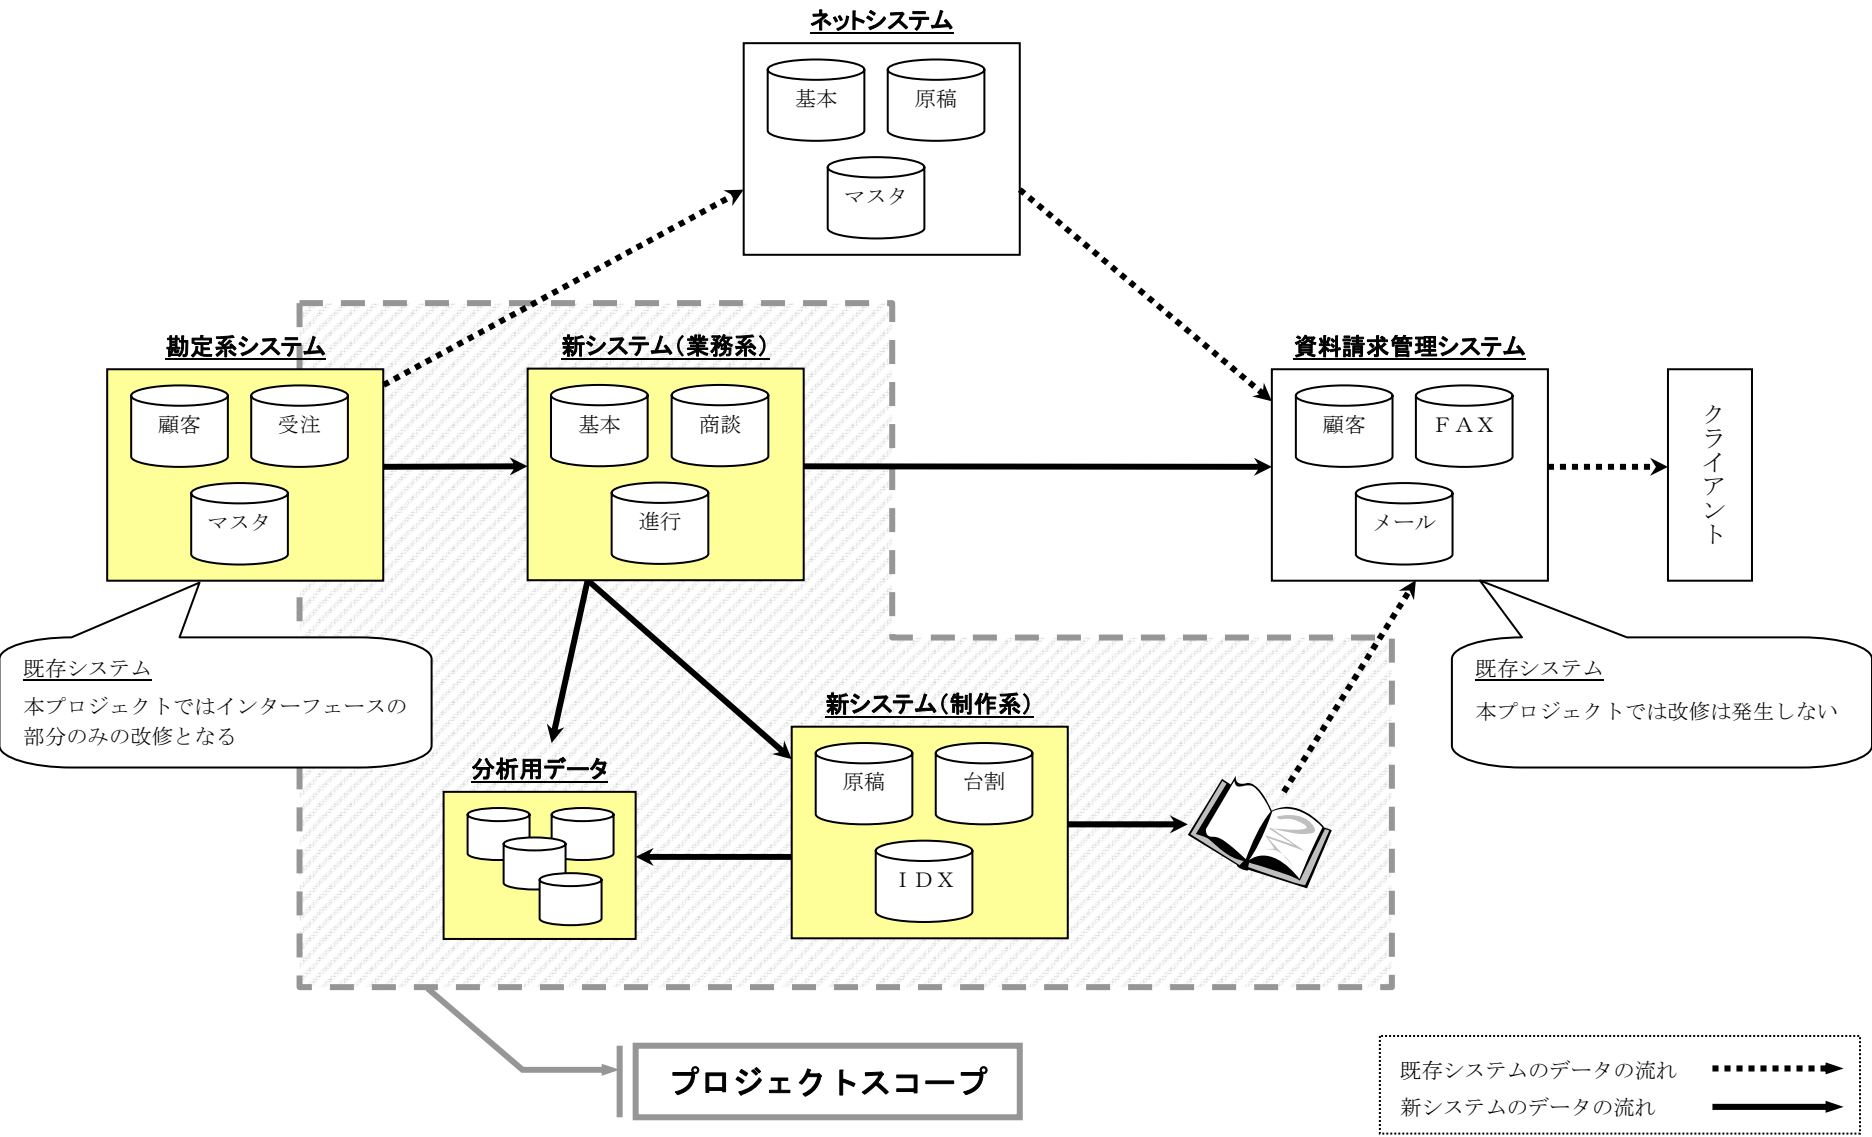 ネットシステム
基本
原稿
マスタ
勘定系システム
顧客
受注
マスタ
新システム（業務系）
基本
商談
進行
資料請求管理システム
顧客
ＦＡＸ
メール
クライアント
既存システム
本プロジェクトではインターフェースの
部分のみの改修となる
既存システム
本プロジェクトでは改修は発生しない
分析用データ
新システム（制作系）
原稿
台割
ＩＤＸ
プロジェクトスコープ
既存システムのデータの流れ
新システムのデータの流れ